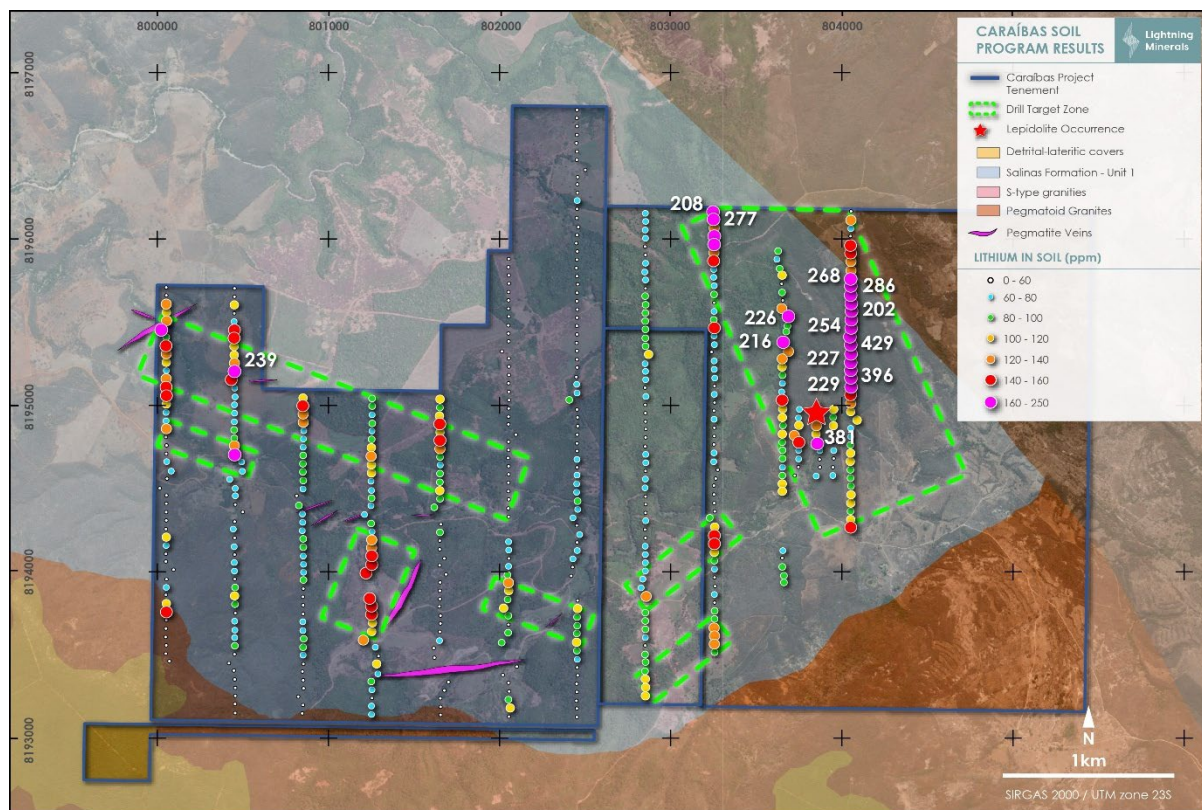 800000
801000
802000
803000
804000
CARAÍBAS SOIL
PROGRAM RESULTS
Lightning
Minerals
8197000
8196000
8195000
8194000
8193000
Caraíbas Project
Tenement
Drill Target Zone
Lepidolite Occurrence
Detrital-lateritic covers
Salinas Formation - Unit 1
S-type granities
Pegmatoid Granites
Pegmatite Veins
LITHIUM IN SOIL (ppm)
0 - 60
60 - 80
80 - 100
100 - 120
120 - 140
140 - 160
160 - 250
208
277
268
286
202
226
254
216
429
227
239
396
229
381
N
1km
SIRGAS 2000 / UTM zone 23S